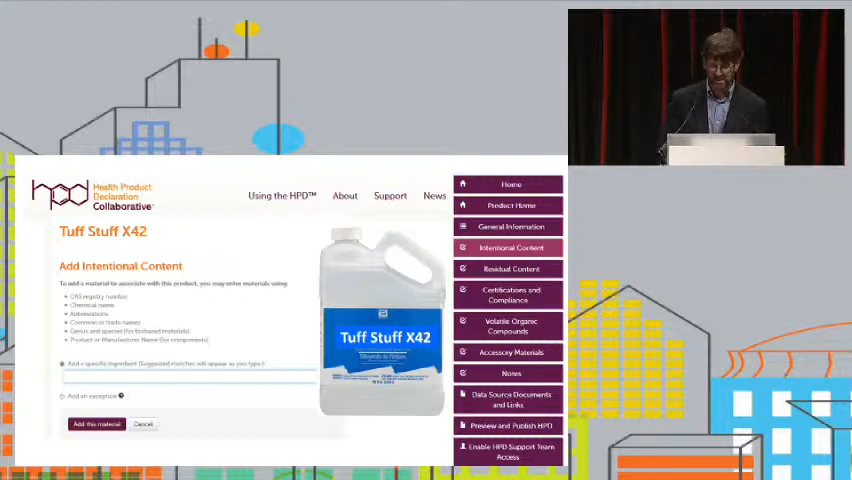 Health Product
Declaration
Collaborative
Using the HPD™
About
Support
News
Tuff Stuff X42
Add Intentional Content
To add a material to associate with this product, you may enter materials using
CAS registry number
Chemical name
Abbreviations
Common or trade names
Genus and species (for biobased materials)
Product or Manufacturer Name (for components)
Add a specific ingredient (Suggested matches will appear as you type.)
Add an exception
Add this material
Cancel
Tuff Stuff X42
Home
Product Home
General Information
Intentional Content
Residual Content
Certifications and
Compliance
Volatile Organic
Compounds
Accessory Materials
Notes
Data Source Documents
and Links
Preview and Publish HPD
Enable HPD Support Team
Access